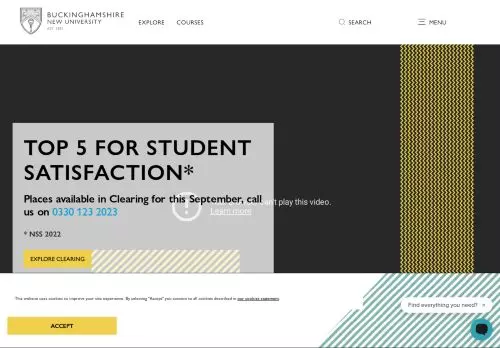 BUCKINGHAMSHIRE
NEW UNIVERSITY
EST. 1891
EXPLORE COURSES SEARCH MENU
TOP 5 FOR STUDENT
SATISFACTION*
Places available in Clearing for this September, call
us on 0330 123 2023
can't play this video.
Learn more
* NSS 2022
EXPLORE CLEARING
This website uses cookies to improve your site experience. By selecting "Accept" you consent to all cookies described in our cookies statement.
Find everything you need? ×
ACCEPT